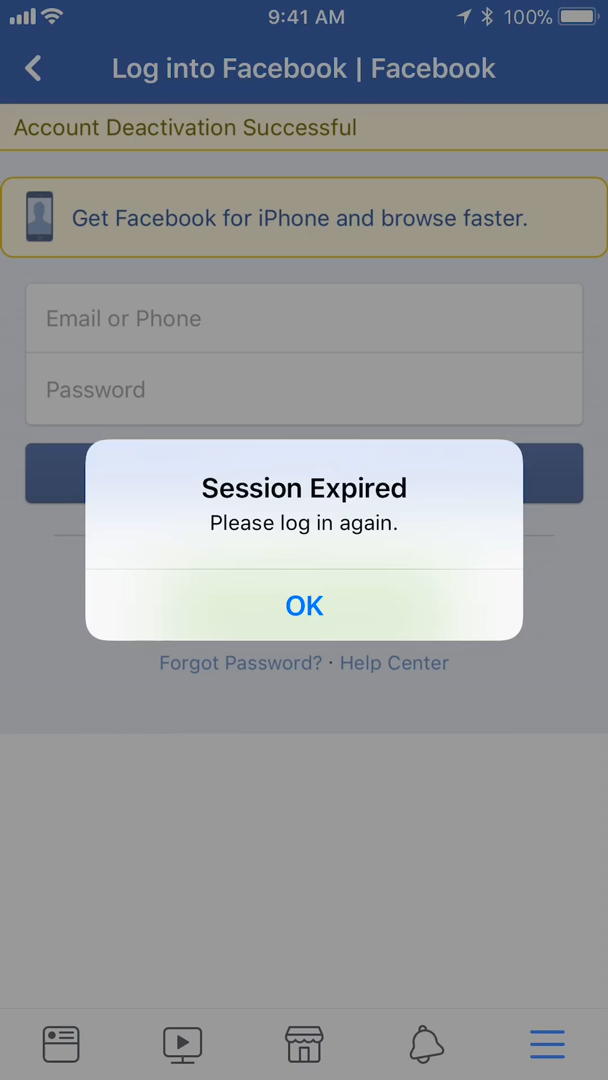 9:41 AM
100%
Log into Facebook | Facebook
Account Deactivation Successful
Get Facebook for iPhone and browse faster.
Email or Phone
Password
Session Expired
Please log in again.
OK
Forgot Password? · Help Center